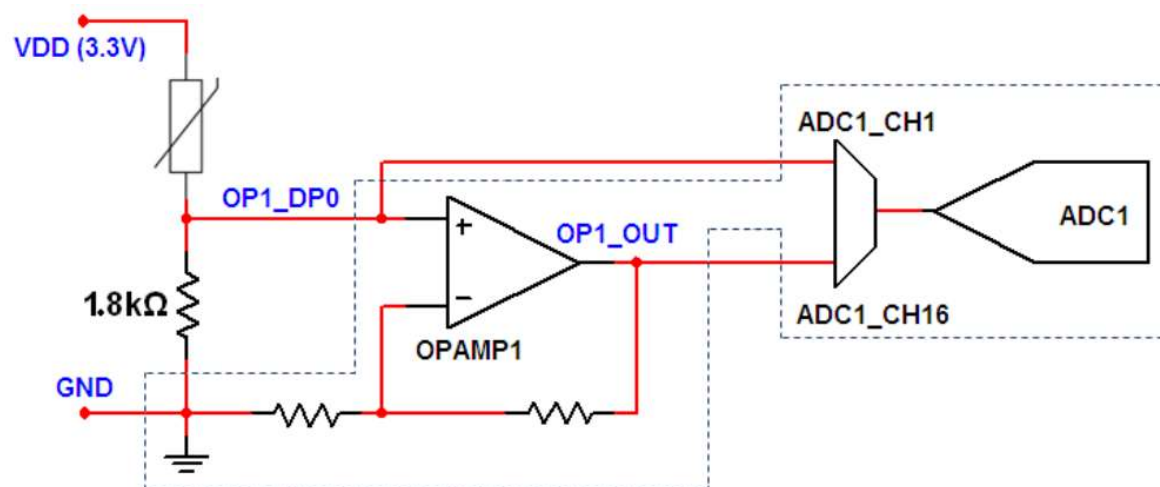 VDD (3.3V)
ADC1_CH1
OP1_DP0
+
OP1_OUT
ADC1
−
1.8kΩ
OPAMP1
ADC1_CH16
GND